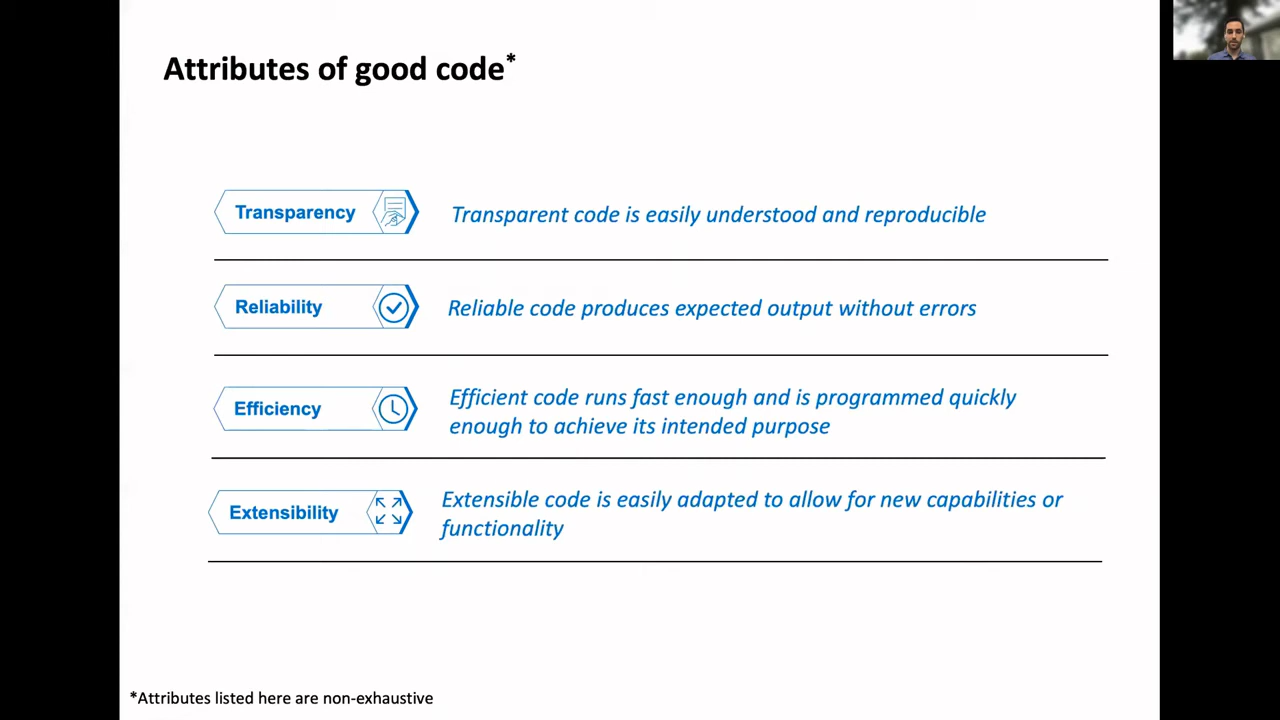 Attributes of good code*
Transparency
Transparent code is easily understood and reproducible
Reliability
Reliable code produces expected output without errors
Efficiency
Efficient code runs fast enough and is programmed quickly
enough to achieve its intended purpose
Extensibility
Extensible code is easily adapted to allow for new capabilities or
functionality
*Attributes listed here are non-exhaustive